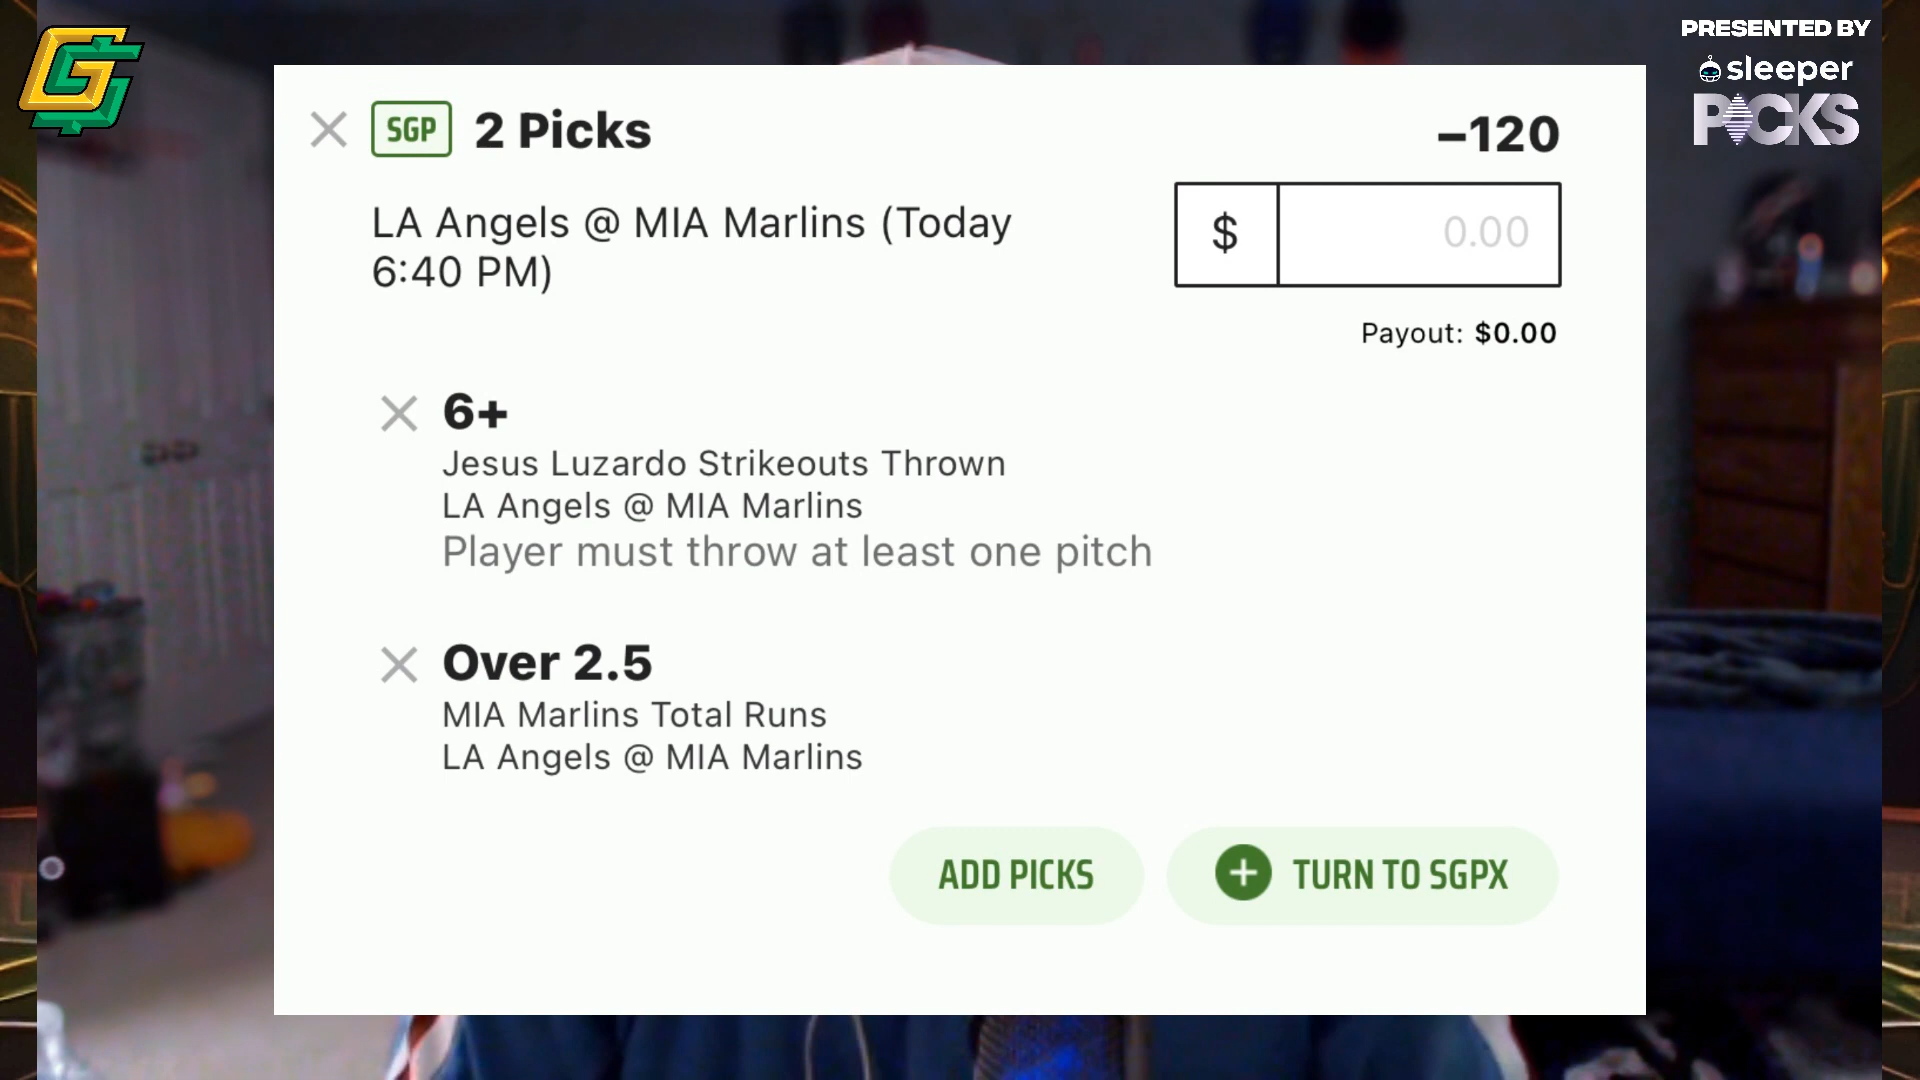 PRESENTED BY
sleeper
PICKS
SGP 2 Picks
−120
LA Angels @ MIA Marlins (Today
6:40 PM)
$ 0.00
Payout: $0.00
6+
Jesus Luzardo Strikeouts Thrown
LA Angels @ MIA Marlins
Player must throw at least one pitch
Over 2.5
MIA Marlins Total Runs
LA Angels @ MIA Marlins
ADD PICKS
+ TURN TO SGPX